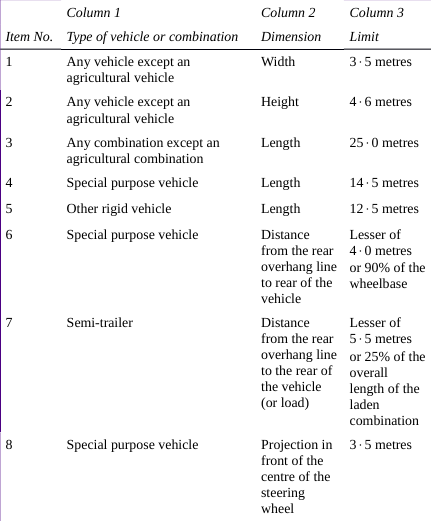 Column 1 Column 2 Column 3
Item No. Type of vehicle or combination Dimension Limit
1 Any vehicle except an Width 3·5 metres
agricultural vehicle
2 Any vehicle except an Height 4·6 metres
agricultural vehicle
3 Any combination except an Length 25·0 metres
agricultural combination
4 Special purpose vehicle Length 14·5 metres
5 Other rigid vehicle Length 12·5 metres
6 Special purpose vehicle Distance Lesser of
from the rear 4·0 metres
overhang line or 90% of the
to rear of the wheelbase
vehicle
7 Semi-trailer Distance Lesser of
from the rear 5·5 metres
overhang line or 25% of the
to the rear of overall
the vehicle length of the
(or load) laden
combination
8 Special purpose vehicle Projection in 3·5 metres
front of the
centre of the
steering
wheel